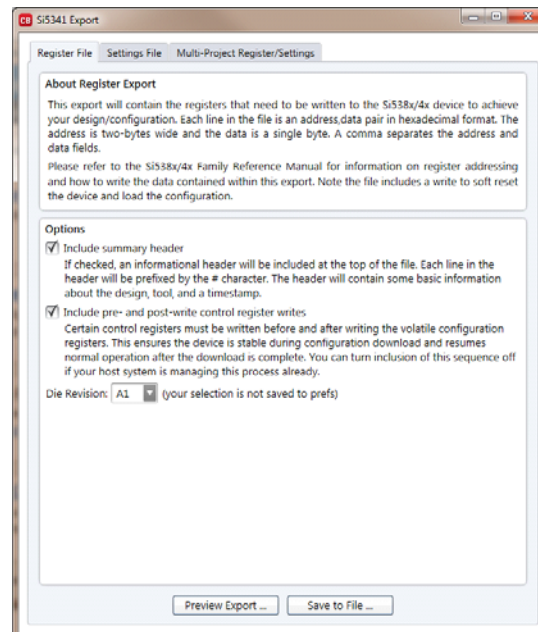 CB Si5341 Export
Register File Settings File Multi-Project Register/Settings
About Register Export
This export will contain the registers that need to be written to the Si538x/4x device to achieve
your design/configuration. Each line in the file is an address,data pair in hexadecimal format. The
address is two-bytes wide and the data is a single byte. A comma separates the address and
data fields.
Please refer to the Si538x/4x Family Reference Manual for information on register addressing
and how to write the data contained within this export. Note the file includes a write to soft reset
the device and load the configuration.
Options
Include summary header
If checked, an informational header will be included at the top of the file. Each line in the
header will be prefixed by the # character. The header will contain some basic information
about the design, tool, and a timestamp.
Include pre- and post-write control register writes
Certain control registers must be written before and after writing the volatile configuration
registers. This ensures the device is stable during configuration download and resumes
normal operation after the download is complete. You can turn inclusion of this sequence off
if your host system is managing this process already.
Die Revision: A1 (your selection is not saved to prefs)
Preview Export ... Save to File ...